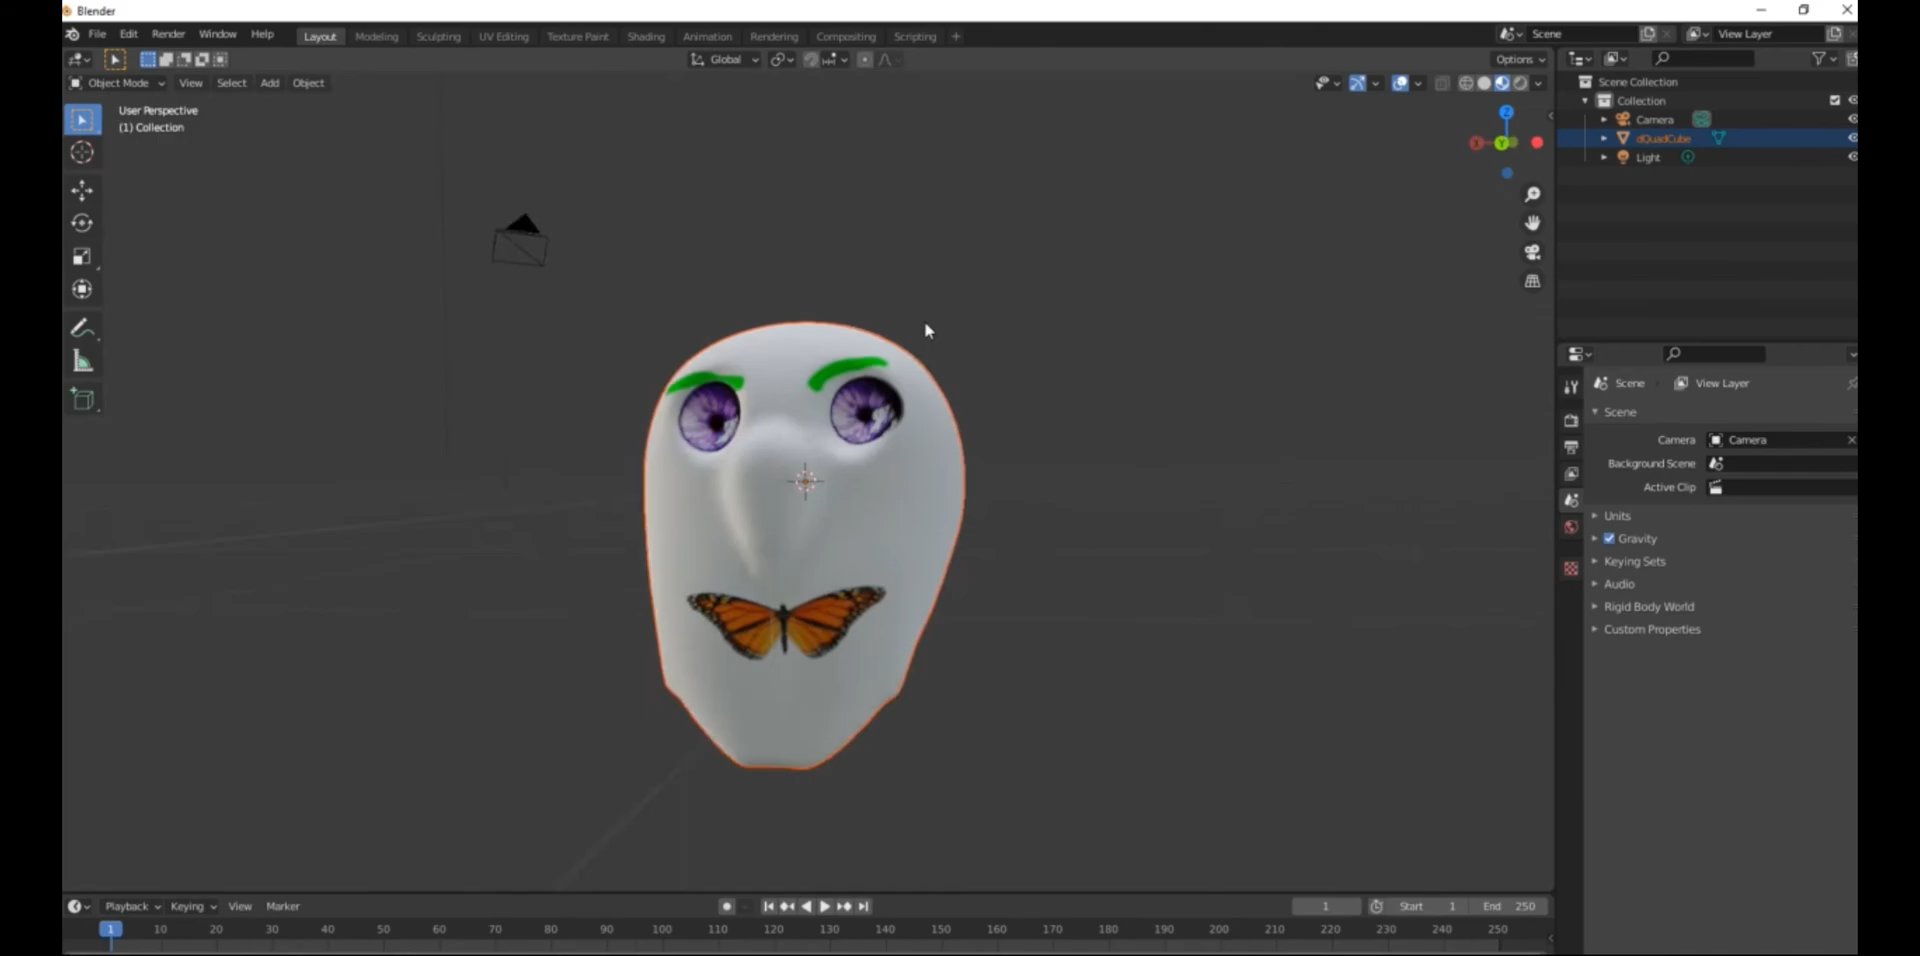 Blender
File Edit Render Window Help Layout Modeling Sculpting UV Editing Texture Paint Shading Animation Rendering Compositing Scripting + Scene View Layer
Global Options
Object Mode View Select Add Object
User Perspective
(1) Collection
Z
X Y
Scene Collection
Collection
Camera
dQuadCube
Light
Scene View Layer
Scene
Camera Camera
Background Scene
Active Clip
Units
Gravity
Keying Sets
Audio
Rigid Body World
Custom Properties
Playback Keying View Marker 1 Start 1 End 250
1 10 20 30 40 50 60 70 80 90 100 110 120 130 140 150 160 170 180 190 200 210 220 230 240 250